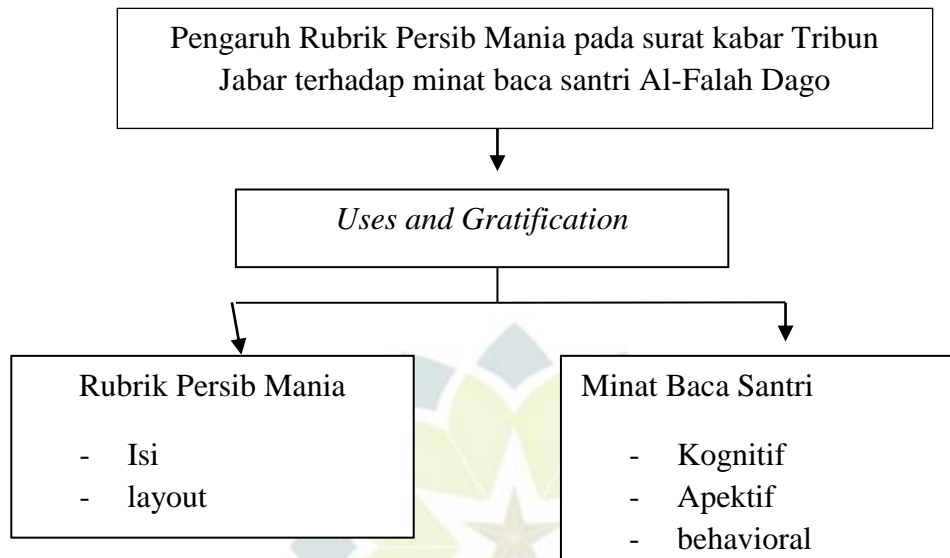 Pengaruh Rubrik Persib Mania pada surat kabar Tribun
Jabar terhadap minat baca santri Al-Falah Dago
Uses and Gratification
Rubrik Persib Mania
- Isi
- layout
Minat Baca Santri
- Kognitif
- Apektif
- behavioral